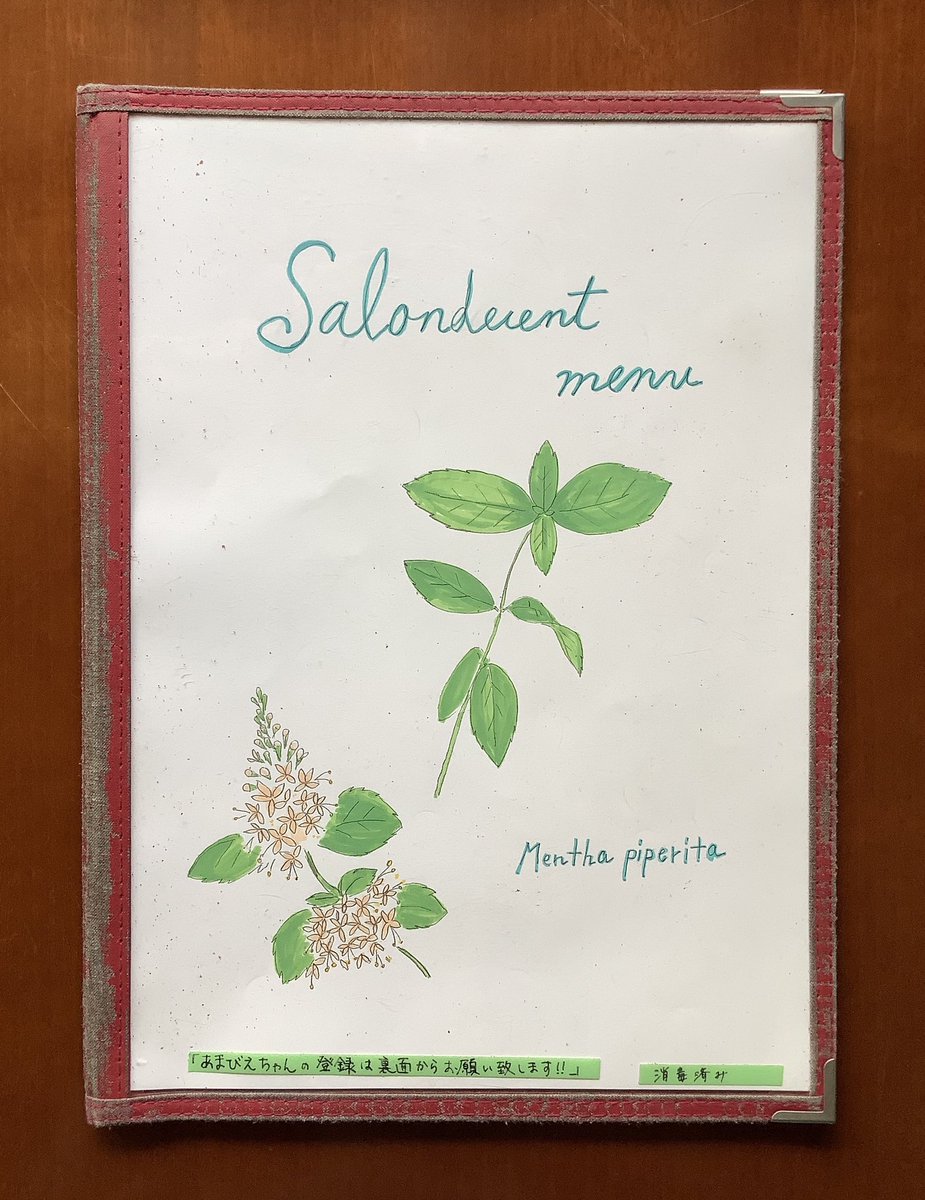 Salondecent
menu
Mentha piperita
「あまびえちゃんの登録は裏面からお願い致します!!」
消毒済み